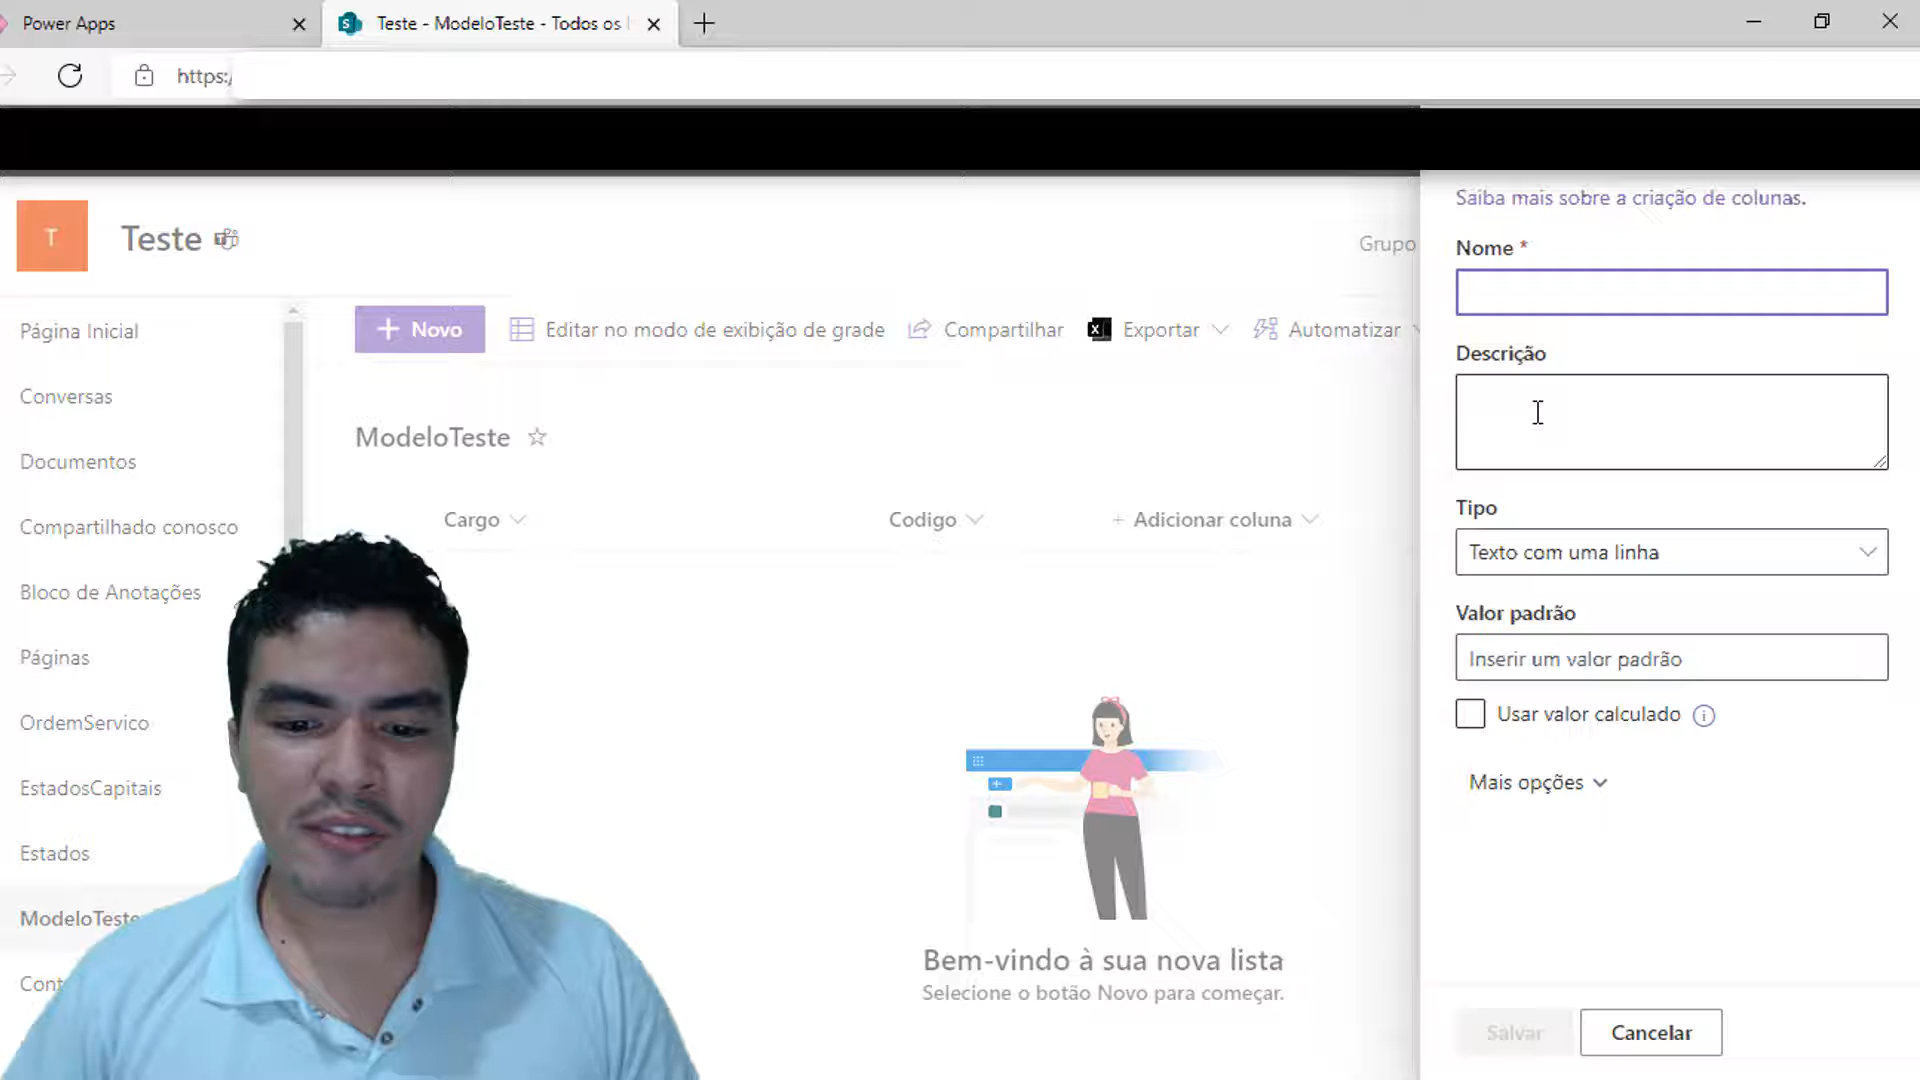 Power Apps
Teste - ModeloTeste - Todos os
https:/
Saiba mais sobre a criação de colunas.
T
Teste
Grupo
Nome *
Novo
Editar no modo de exibição de grade
Compartilhar
Exportar
Automatizar
Página Inicial
Conversas
Documentos
Compartilhado conosco
Bloco de Anotações
Páginas
OrdemServico
EstadosCapitais
Estados
ModeloTeste
Cont
ModeloTeste
Cargo
Codigo
+ Adicionar coluna
Bem-vindo à sua nova lista
Selecione o botão Novo para começar.
Descrição
Tipo
Texto com uma linha
Valor padrão
Inserir um valor padrão
Usar valor calculado
Mais opções
Salvar
Cancelar